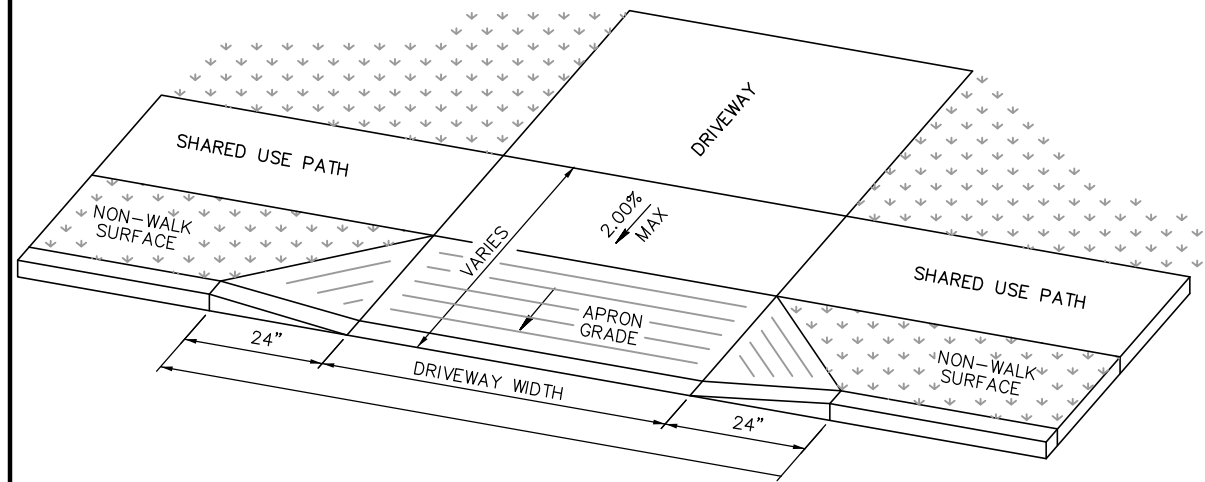 DRIVEWAY
SHARED USE PATH
NON-WALK
SURFACE
2.00%
MAX
VARIES
SHARED USE PATH
APRON
GRADE
NON-WALK
SURFACE
24"
DRIVEWAY WIDTH
24"